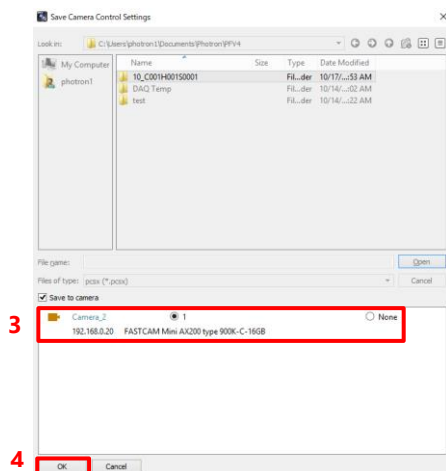 Save Camera Control Settings
Look in: C:\Users\photron1\Documents\Photron\PFV4
My Computer
photron1
Name Size Type Date Modified
10_C001H001S0001 Fil...der 10/17/...:53 AM
DAQ Temp Fil...der 10/14/...:02 AM
test Fil...der 10/14/...:22 AM
File name: Open
Files of type: pcsx (*.pcsx) Cancel
Save to camera
3
Camera_2 1 None
192.168.0.20 FASTCAM Mini AX200 type 900K-C-16GB
4
OK Cancel